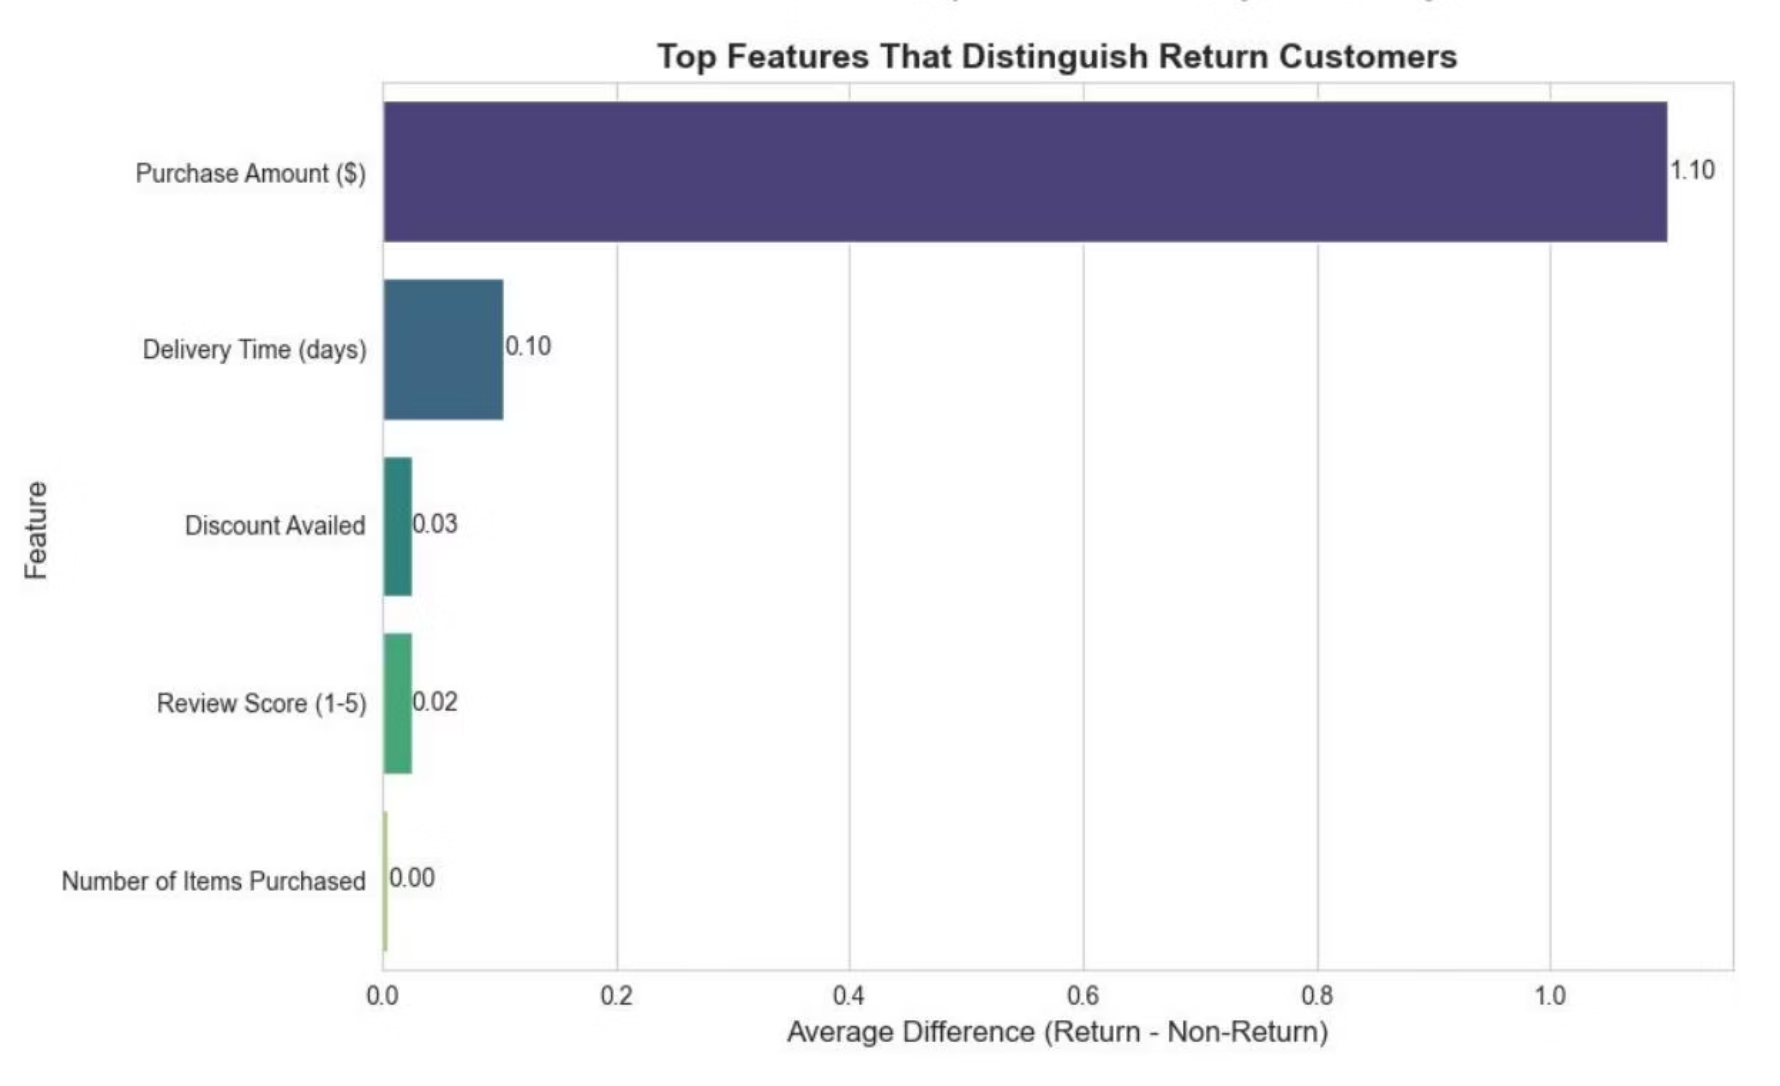 Top Features That Distinguish Return Customers
Purchase Amount ($)
1.10
Delivery Time (days)
0.10
Discount Availed
0.03
Review Score (1-5)
0.02
Number of Items Purchased
0.00
Feature
0.0 0.2 0.4 0.6 0.8 1.0
Average Difference (Return - Non-Return)